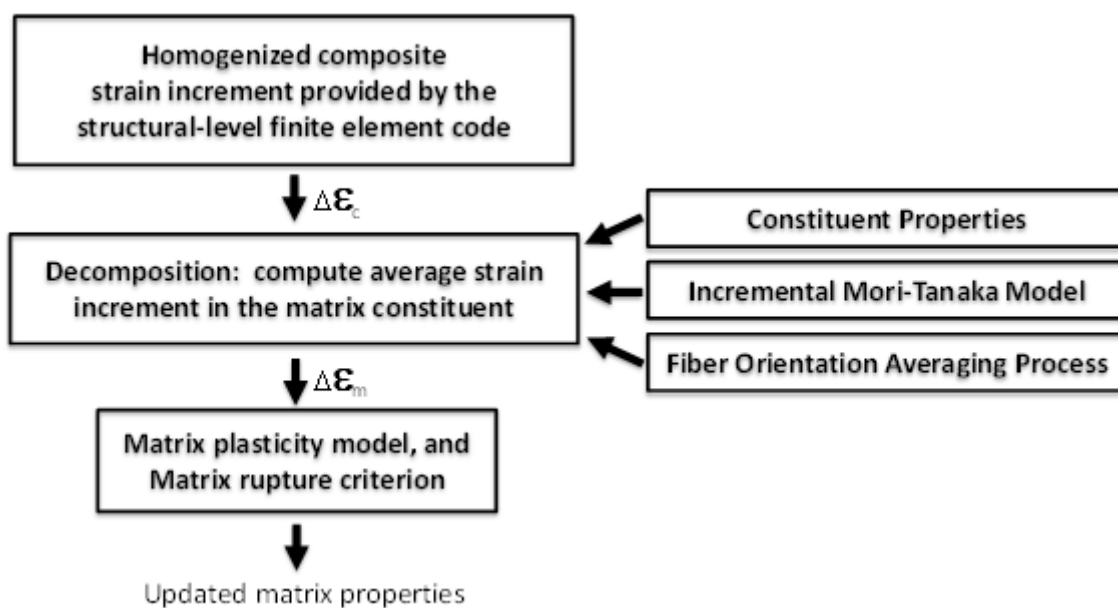 Homogenized composite
strain increment provided by the
structural-level finite element code
Δε_c
Constituent Properties
Decomposition:  compute average strain
increment in the matrix constituent
Incremental Mori-Tanaka Model
Fiber Orientation Averaging Process
Δε_m
Matrix plasticity model, and
Matrix rupture criterion
Updated matrix properties